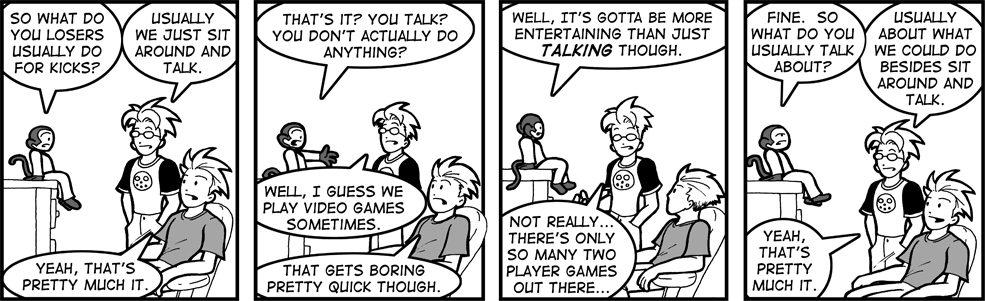 SO WHAT DO
YOU LOSERS
USUALLY DO
FOR KICKS?
USUALLY
WE JUST SIT
AROUND AND
TALK.
YEAH, THAT'S
PRETTY MUCH IT.
THAT'S IT? YOU TALK?
YOU DON'T ACTUALLY DO
ANYTHING?
WELL, I GUESS WE
PLAY VIDEO GAMES
SOMETIMES.
THAT GETS BORING
PRETTY QUICK THOUGH.
WELL, IT'S GOTTA BE MORE
ENTERTAINING THAN JUST
TALKING THOUGH.
NOT REALLY...
THERE'S ONLY
SO MANY TWO
PLAYER GAMES
OUT THERE...
FINE. SO
WHAT DO YOU
USUALLY TALK
ABOUT?
USUALLY
ABOUT WHAT
WE COULD DO
BESIDES SIT
AROUND AND
TALK.
YEAH,
THAT'S
PRETTY
MUCH IT.